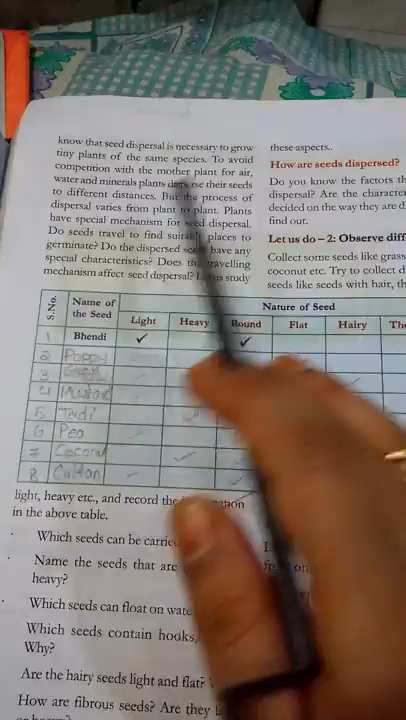 know that seed dispersal is necessary to grow
tiny plants of the same species. To avoid
competition with the mother plant for air,
water and minerals plants disperse their seeds
to different distances. But the process of
dispersal varies from plant to plant. Plants
have special mechanism for seed dispersal.
Do seeds travel to find suitable places to
germinate? Do the dispersed seeds have any
special characteristics? Does the travelling
mechanism affect seed dispersal? us study
these aspects..
How are seeds dispersed?
Do you know the factors th
dispersal? Are the character
decided on the way they are d
find out.
Let us do – 2: Observe diff
Collect some seeds like grass
coconut etc. Try to collect d
seeds like seeds with hair, th
S.No. Name of the Seed Nature of Seed
Light Heavy Round Flat Hairy The
1 Bhendi ✓ ✓
2 Poppy
3
4
5
6 Pea
7
8 Cotton
light, heavy etc., and record the
in the above table.
Which seeds can be carrie
Name the seeds that are
heavy?
Which seeds can float on wate
Which seeds contain hooks,
Why?
Are the hairy seeds light and flat?
How are fibrous seeds? Are they